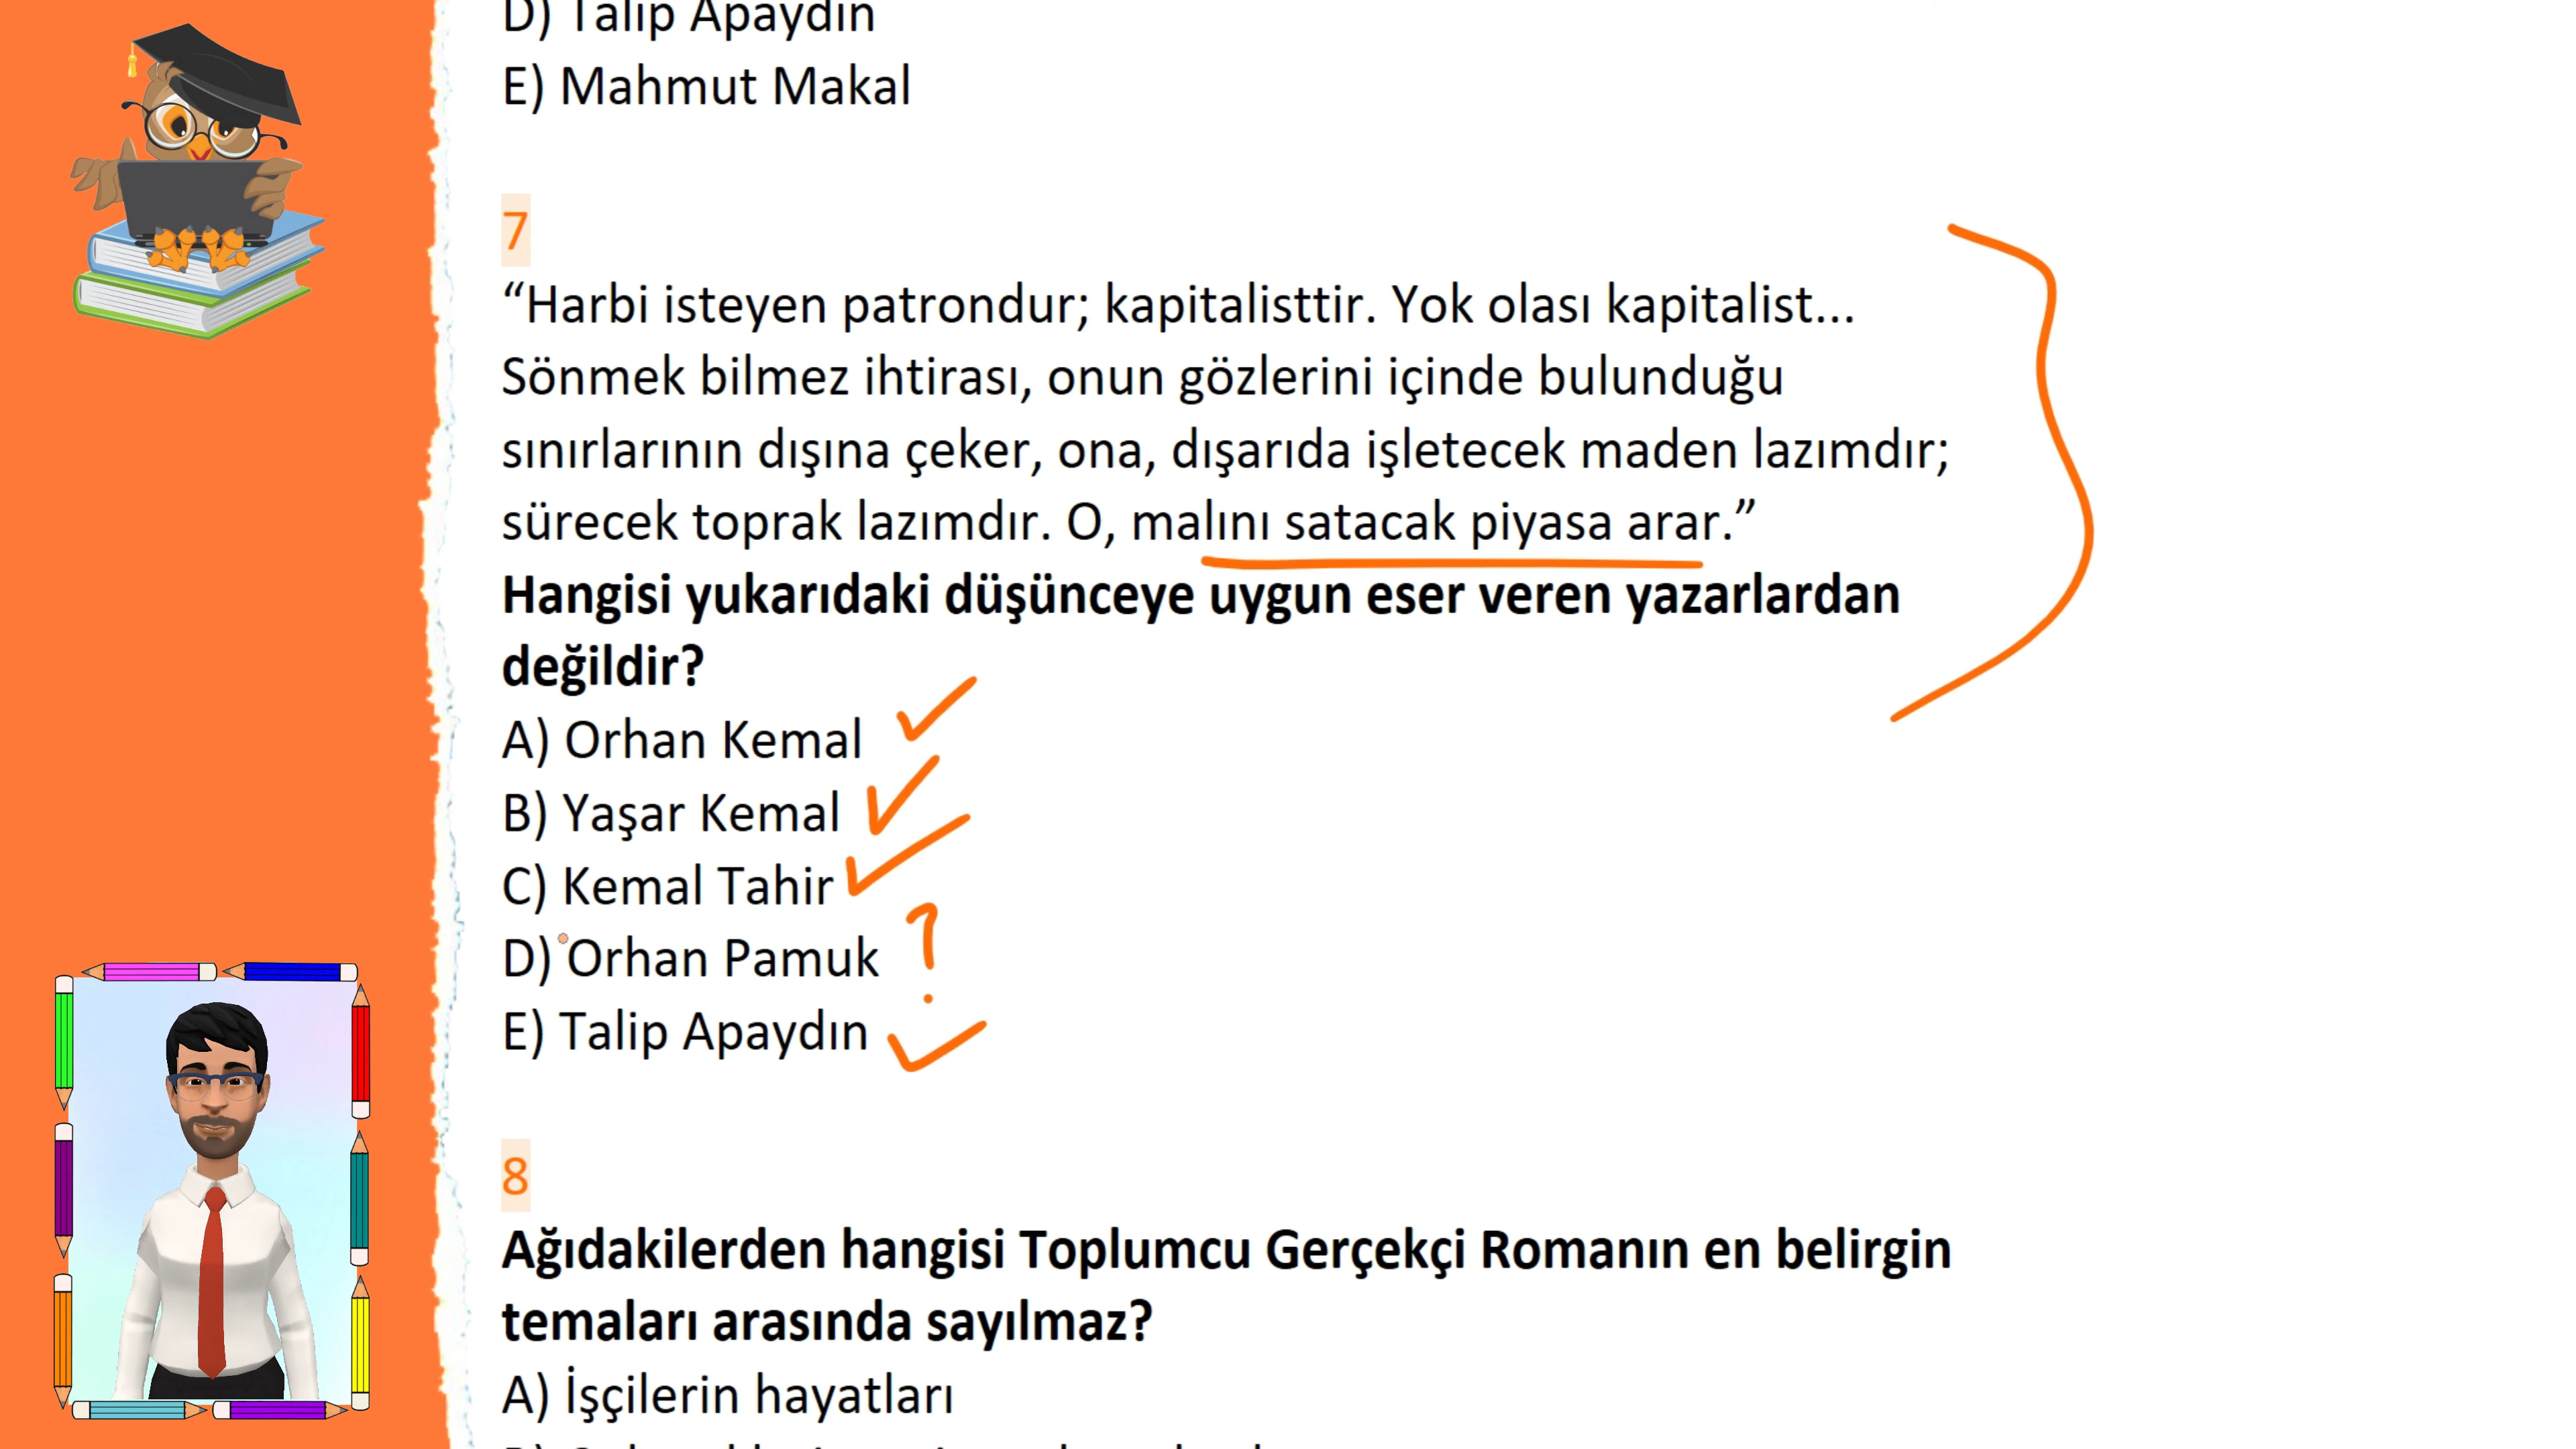 D) Talip Apaydın
E) Mahmut Makal
7
“Harbi isteyen patrondur; kapitalisttir. Yok olası kapitalist...
Sönmek bilmez ihtirası, onun gözlerini içinde bulunduğu
sınırlarının dışına çeker, ona, dışarıda işletecek maden lazımdır;
sürecek toprak lazımdır. O, malını satacak piyasa arar.”
Hangisi yukarıdaki düşünceye uygun eser veren yazarlardan
değildir?
A) Orhan Kemal
B) Yaşar Kemal
C) Kemal Tahir
D) Orhan Pamuk ?
E) Talip Apaydın
8
Ağıdakilerden hangisi Toplumcu Gerçekçi Romanın en belirgin
temaları arasında sayılmaz?
A) İşçilerin hayatları